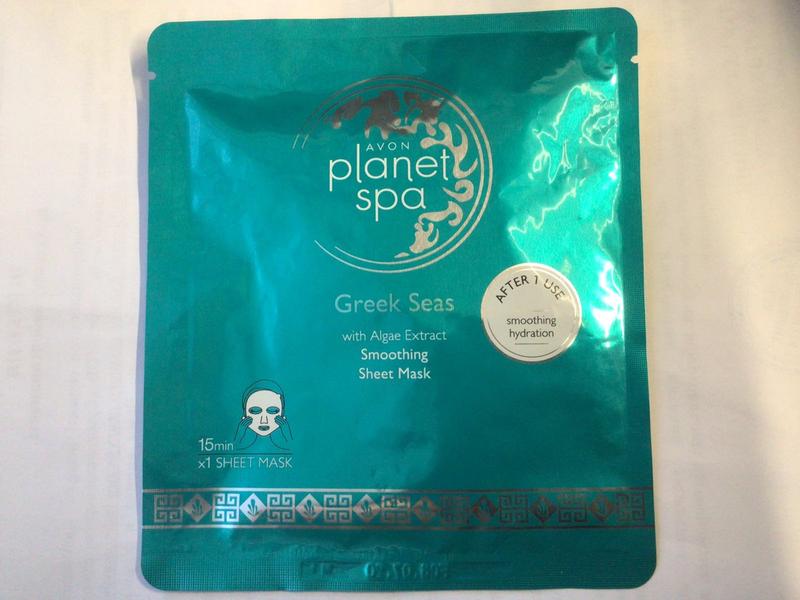 AVON
planet
spa
Greek Seas
with Algae Extract
Smoothing
Sheet Mask
AFTER 1 USE
smoothing
hydration
15min
x1 SHEET MASK